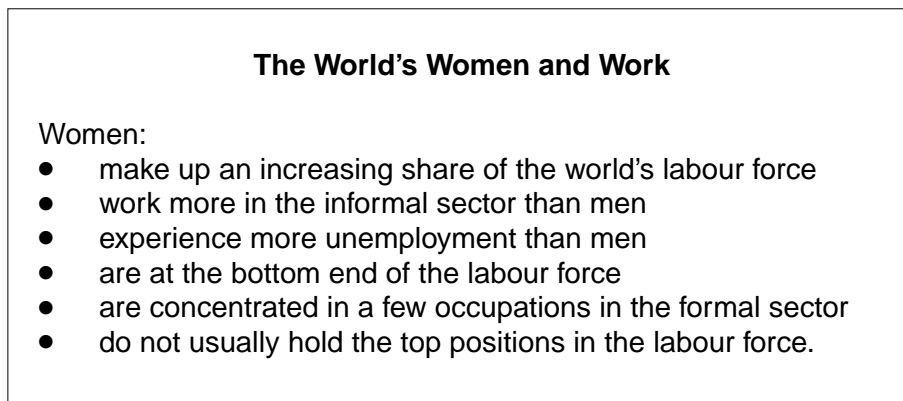 The World’s Women and Work
Women:
● make up an increasing share of the world’s labour force
● work more in the informal sector than men
● experience more unemployment than men
● are at the bottom end of the labour force
● are concentrated in a few occupations in the formal sector
● do not usually hold the top positions in the labour force.